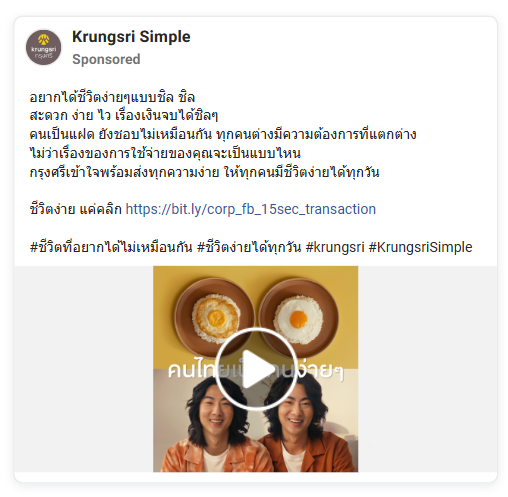 krungsri
กรุงศรี
Krungsri Simple
Sponsored
อยากได้ชีวิตง่ายๆแบบชิล ชิล
สะดวก ง่าย ไว เรื่องเงินจบได้ชิลๆ
คนเป็นแฝด ยังชอบไม่เหมือนกัน ทุกคนต่างมีความต้องการที่แตกต่าง
ไม่ว่าเรื่องของการใช้จ่ายของคุณจะเป็นแบบไหน
กรุงศรีเข้าใจพร้อมส่งทุกความง่าย ให้ทุกคนมีชีวิตง่ายได้ทุกวัน
ชีวิตง่าย แค่คลิก https://bit.ly/corp_fb_15sec_transaction
#ชีวิตที่อยากได้ไม่เหมือนกัน #ชีวิตง่ายได้ทุกวัน #krungsri #KrungsriSimple
คนไทย ง่ายๆ